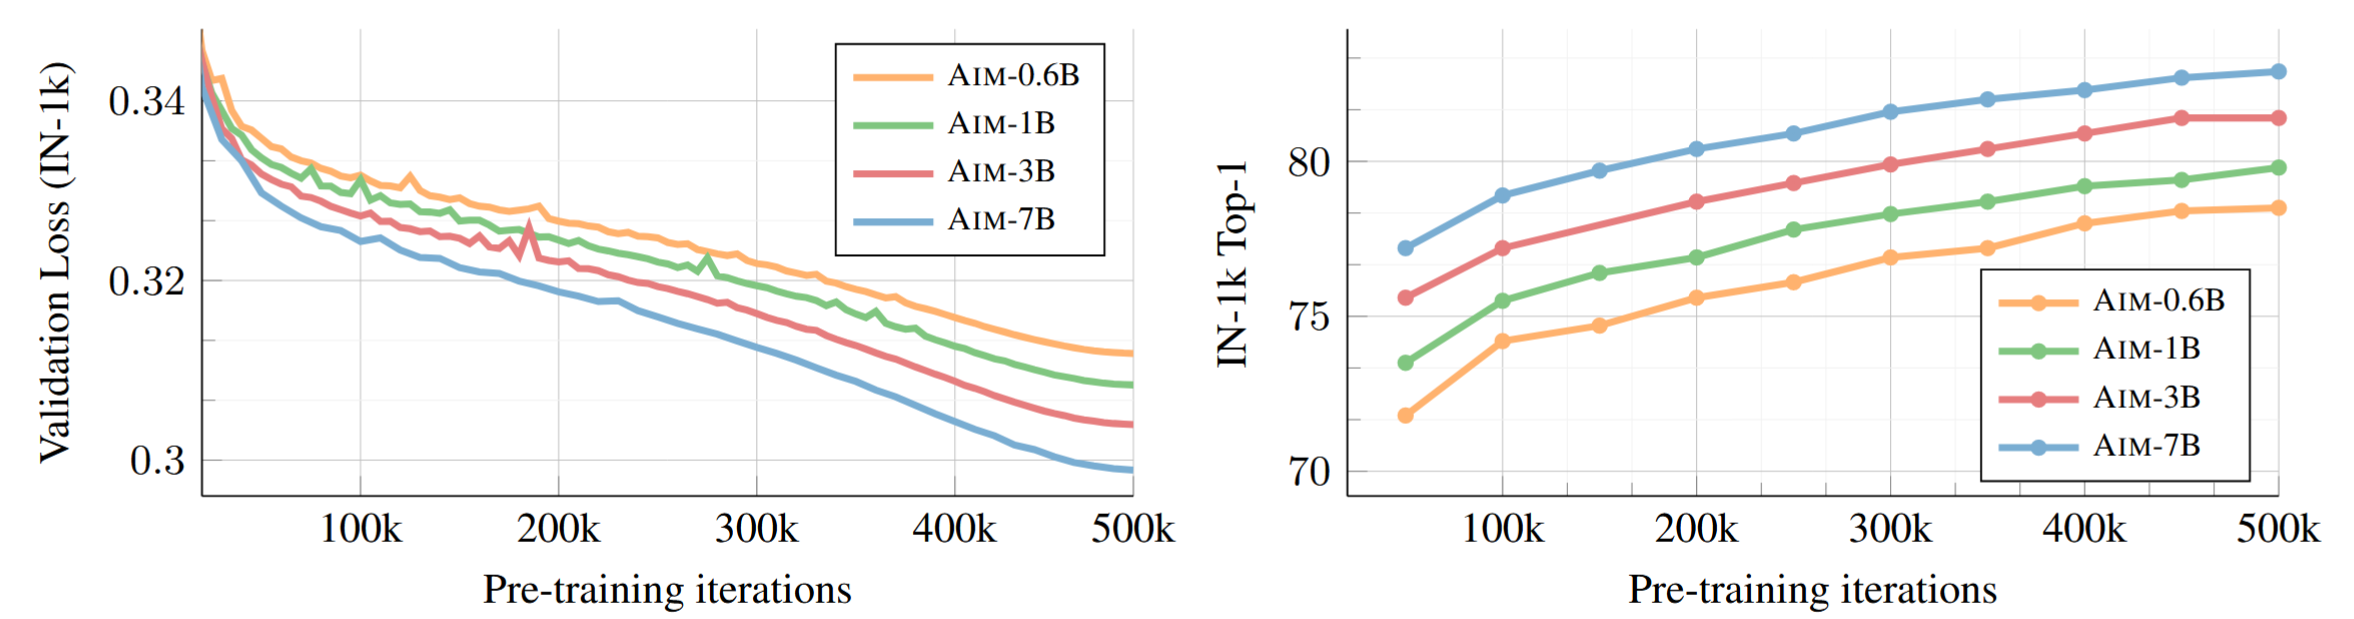 Validation Loss (IN-1k)
0.34
0.32
0.3
100k 200k 300k 400k 500k
Pre-training iterations
AIM-0.6B
AIM-1B
AIM-3B
AIM-7B
IN-1k Top-1
80
75
70
100k 200k 300k 400k 500k
Pre-training iterations
AIM-0.6B
AIM-1B
AIM-3B
AIM-7B